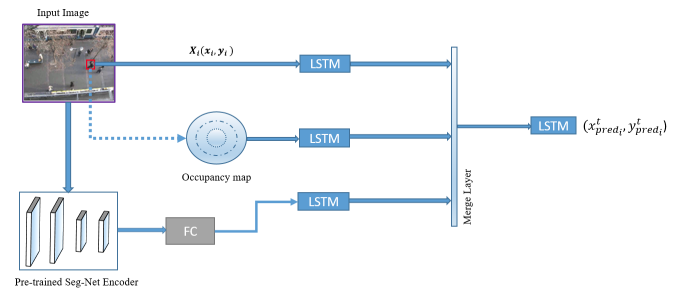 Input Image
X_i(x_i, y_i)
LSTM
LSTM
Occupancy map
LSTM
FC
Pre-trained Seg-Net Encoder
Merge Layer
LSTM
(x^t_{pred_i}, y^t_{pred_i})